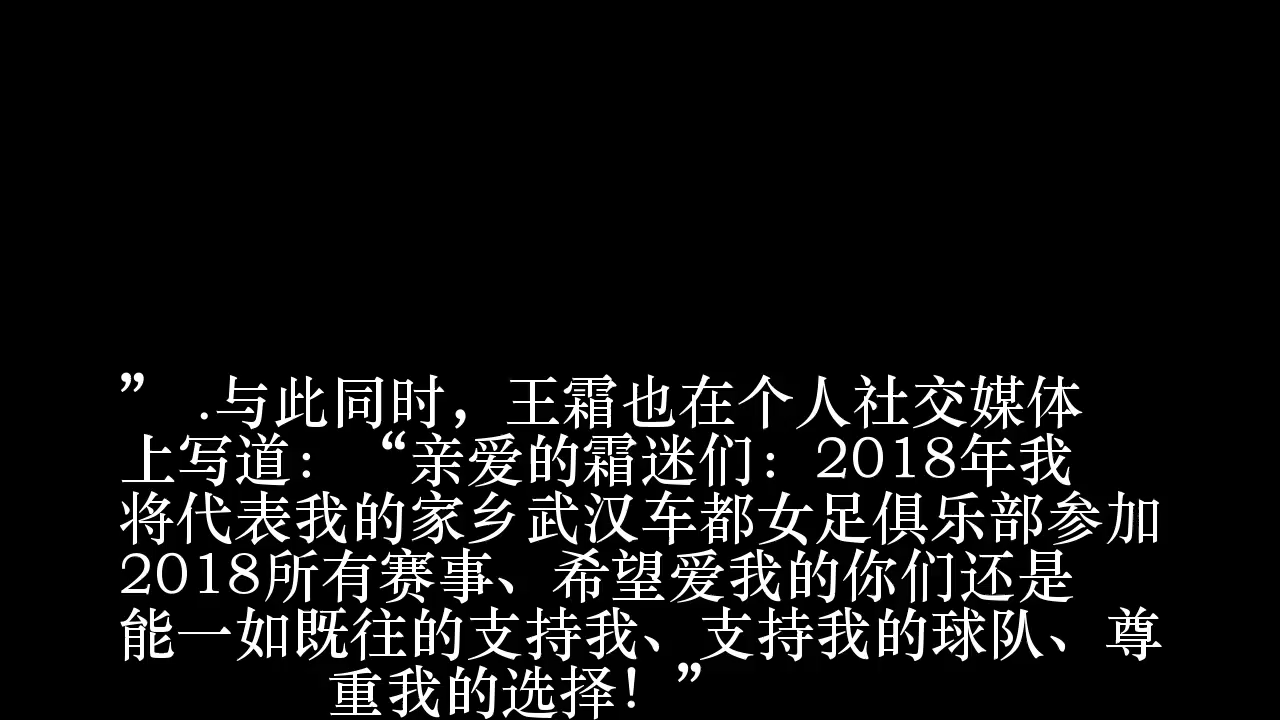 ” .与此同时，王霜也在个人社交媒体
上写道：“亲爱的霜迷们：2018年我
将代表我的家乡武汉车都女足俱乐部参加
2018所有赛事、希望爱我的你们还是
能一如既往的支持我、支持我的球队、尊
重我的选择！”